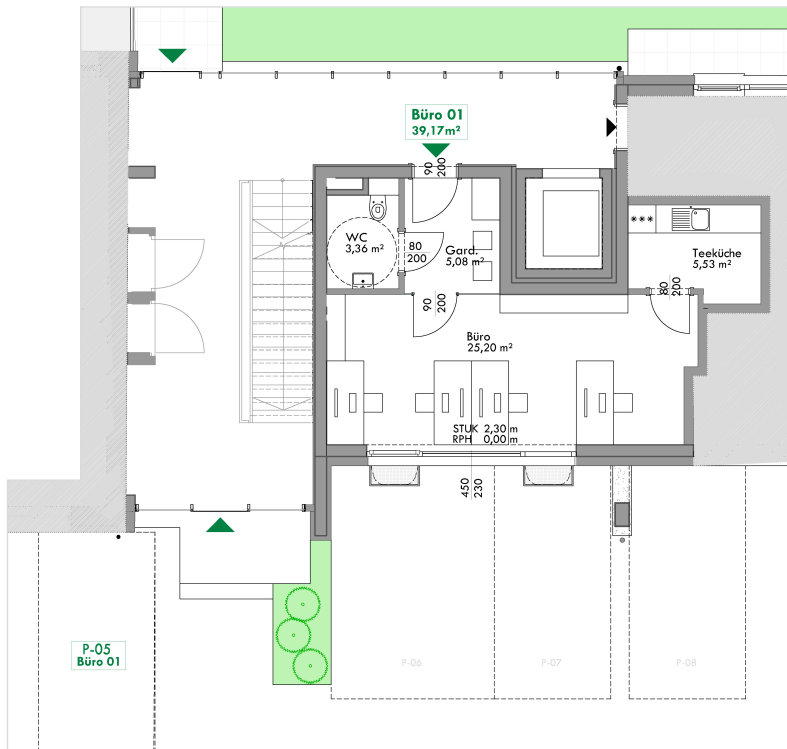 Büro 01
39,17m²
90
200
WC
3,36 m²
80
200
Gard.
5,08 m²
Teeküche
5,53 m²
80
200
90
200
Büro
25,20 m²
STUK 2,30 m
RPH 0,00 m
450
230
P-05
Büro 01
P-06
P-07
P-08